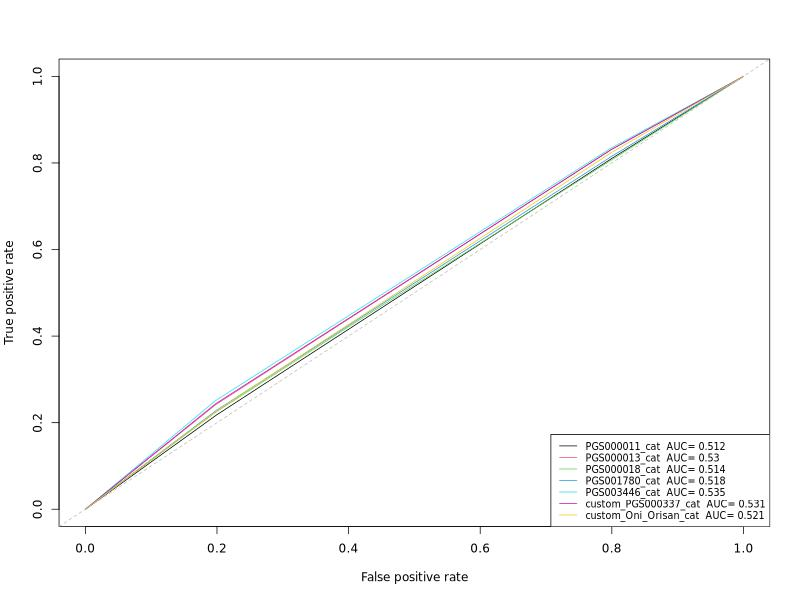 1.0
0.8
0.6
0.4
0.2
0.0
True positive rate
PGS000011_cat AUC= 0.512
PGS000013_cat AUC= 0.53
PGS000018_cat AUC= 0.514
PGS001780_cat AUC= 0.518
PGS003446_cat AUC= 0.535
custom_PGS000337_cat AUC= 0.531
custom_Oni_Orisan_cat AUC= 0.521
0.0 0.2 0.4 0.6 0.8 1.0
False positive rate